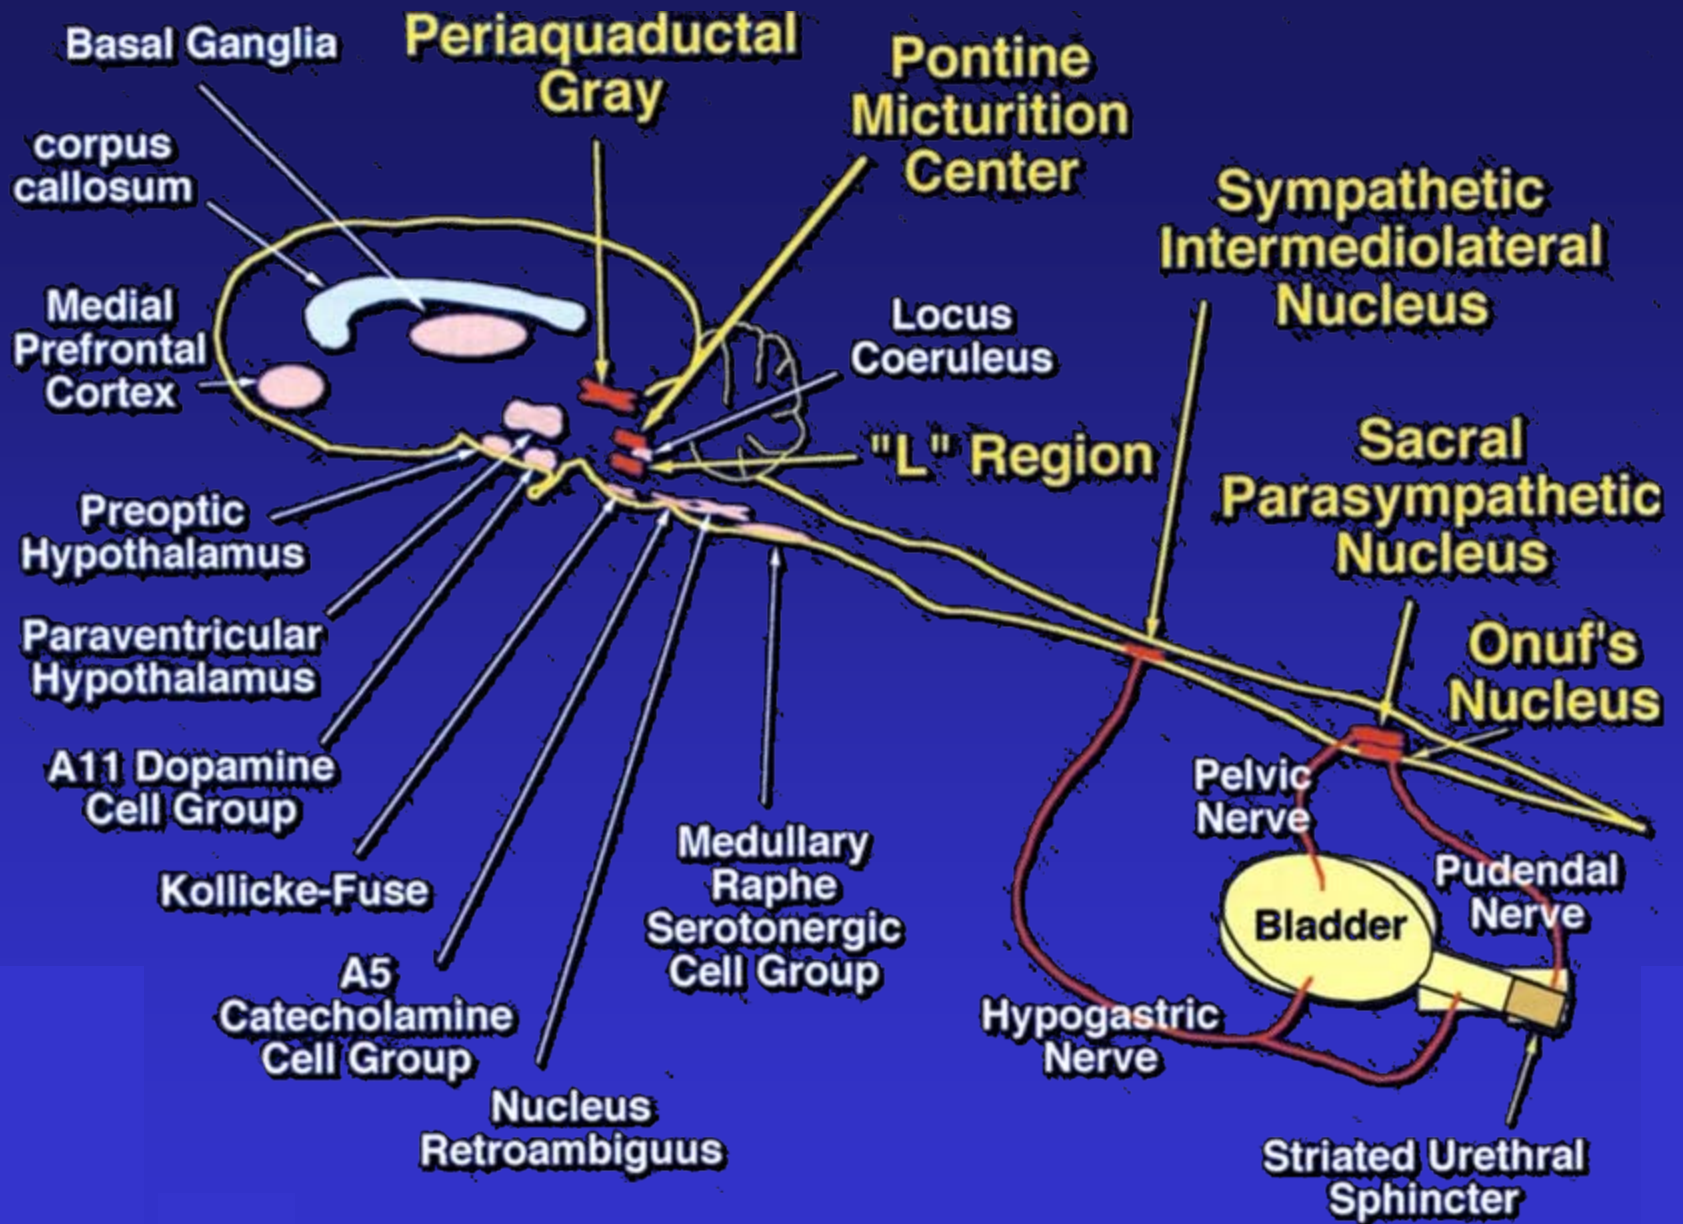 Basal Ganglia
Periaquaductal
Gray
Pontine
Micturition
Center
corpus
callosum
Sympathetic
Intermediolateral
Nucleus
Medial
Prefrontal
Cortex
Locus
Coeruleus
"L" Region
Sacral
Parasympathetic
Nucleus
Preoptic
Hypothalamus
Paraventricular
Hypothalamus
Onuf's
Nucleus
A11 Dopamine
Cell Group
Pelvic
Nerve
Kollicke-Fuse
Medullary
Raphe
Serotonergic
Cell Group
Pudendal
Nerve
Bladder
A5
Catecholamine
Cell Group
Hypogastric
Nerve
Nucleus
Retroambiguus
Striated Urethral
Sphincter